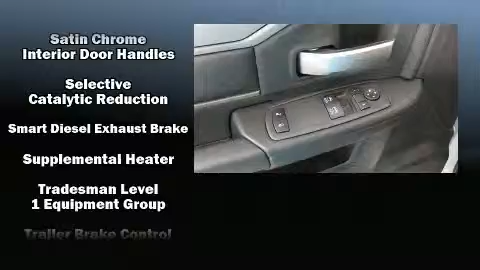 Satin Chrome
Interior Door Handles
Selective
Catalytic Reduction
Smart Diesel Exhaust Brake
Supplemental Heater
Tradesman Level
1 Equipment Group
Trailer Brake Control